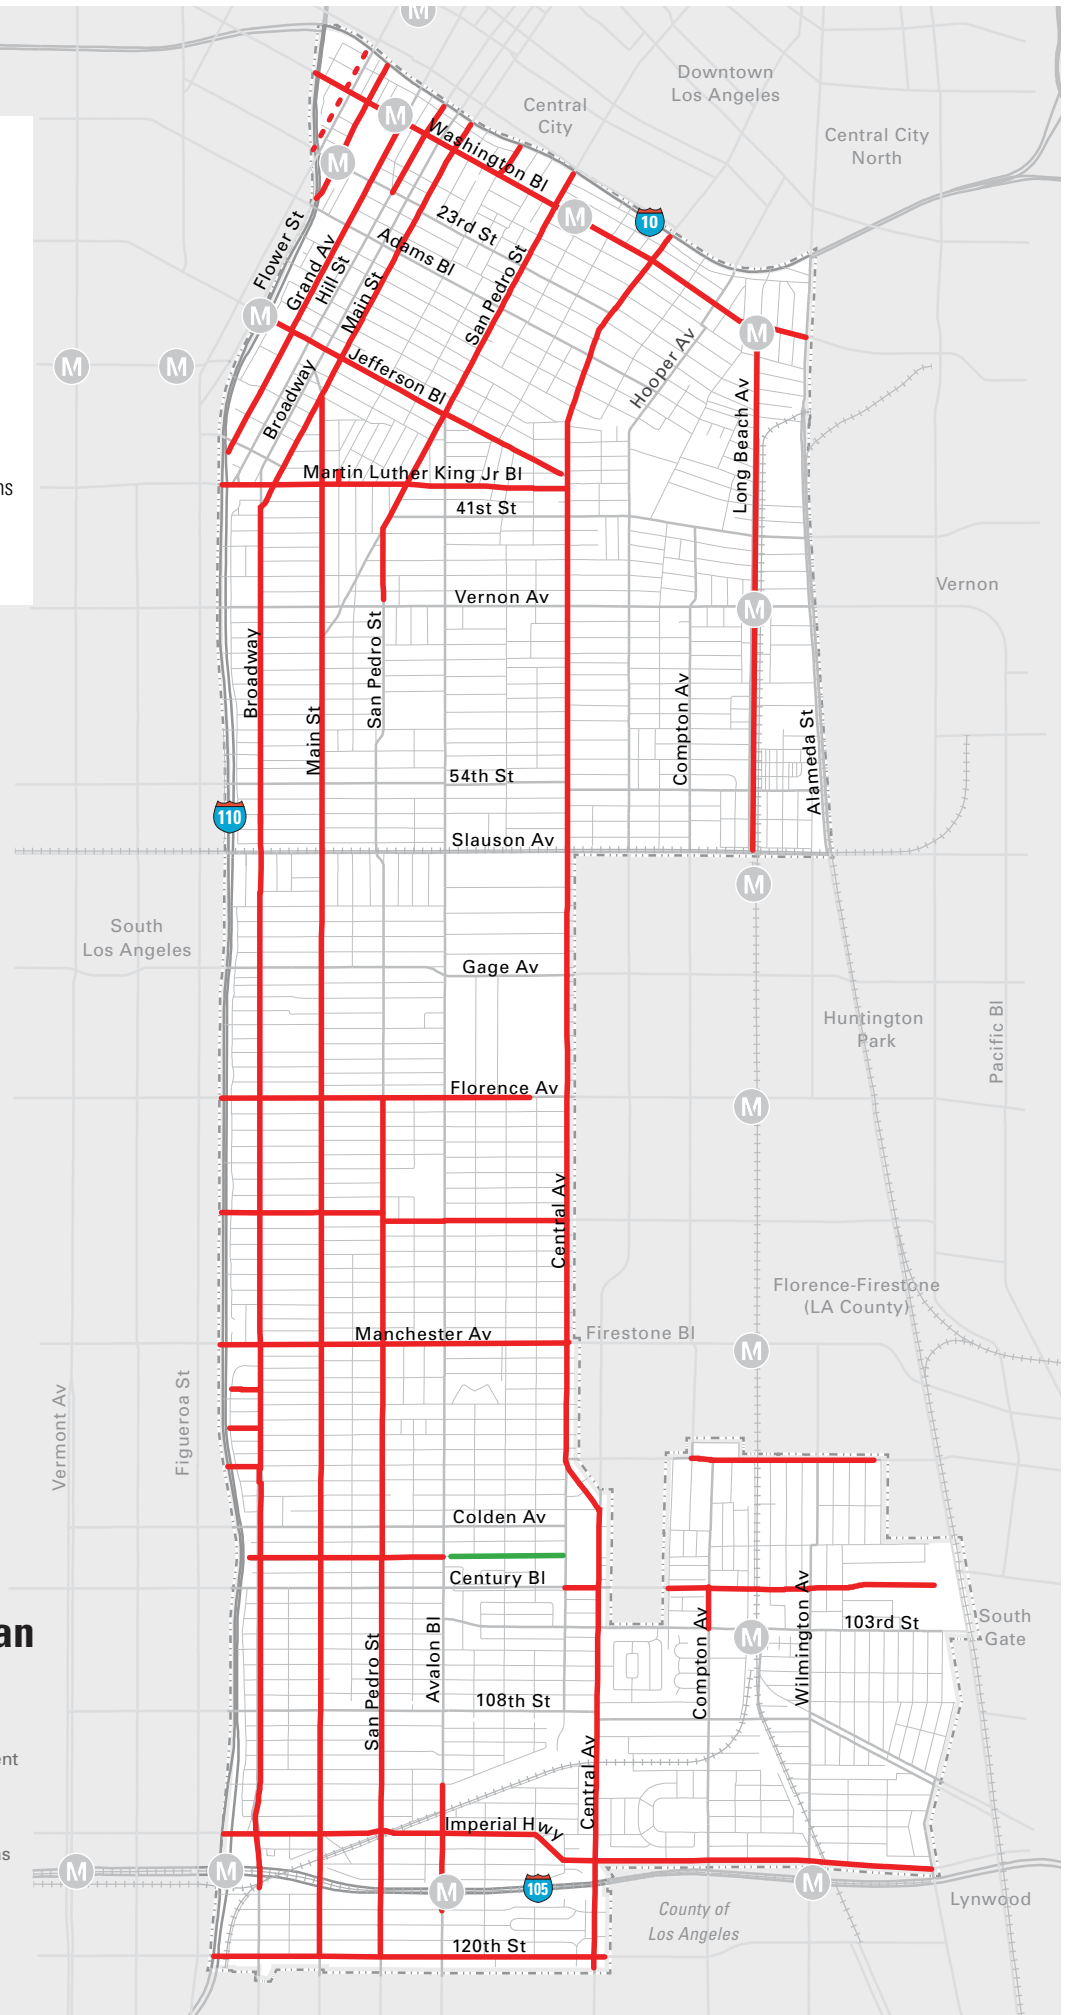 M
Downtown
Los Angeles
Central
City
Central City
North
M
Washington Bl
M
M
10
23rd St
Adams Bl
Flower St
Grand Av
Hill St
Main St
San Pedro St
M
M
Hooper Av
M
M
Jefferson Bl
Broadway
Long Beach Av
Martin Luther King Jr Bl
ns
41st St
Vernon
Vernon Av
M
Broadway
San Pedro St
Main St
Compton Av
Alameda St
54th St
110
Slauson Av
M
South
Los Angeles
Gage Av
Huntington
Park
Pacific Bl
Florence Av
M
Central Av
Florence-Firestone
(LA County)
Manchester Av
Firestone Bl
M
Vermont Av
Figueroa St
Colden Av
Century Bl
Wilmington Av
103rd St
South
Gate
an
San Pedro St
Avalon Bl
Compton Av
M
108th St
ent
Central Av
Imperial Hwy
ns
M
M
M
105
M
Lynwood
County of
Los Angeles
120th St